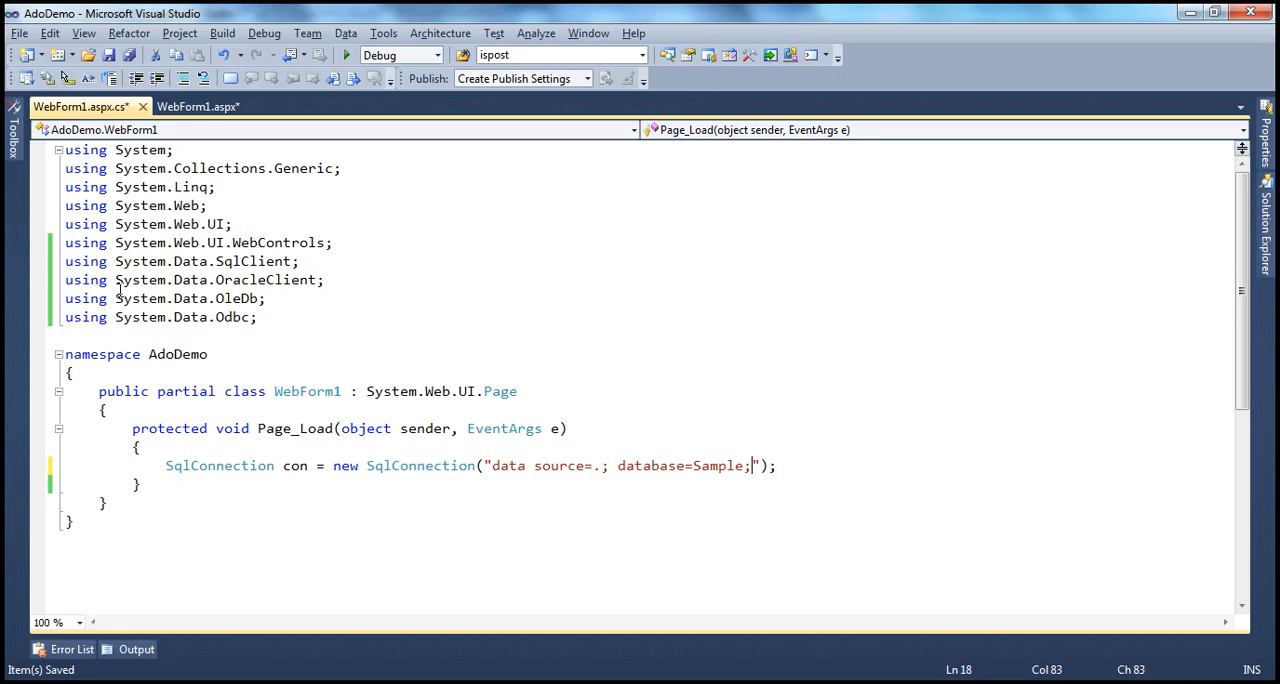 AdoDemo - Microsoft Visual Studio
File Edit View Refactor Project Build Debug Team Data Tools Architecture Test Analyze Window Help
Debug ispost
Publish: Create Publish Settings
WebForm1.aspx.cs* WebForm1.aspx*
AdoDemo.WebForm1 Page_Load(object sender, EventArgs e)
Toolbox
Properties
Solution Explorer
using System;
using System.Collections.Generic;
using System.Linq;
using System.Web;
using System.Web.UI;
using System.Web.UI.WebControls;
using System.Data.SqlClient;
using System.Data.OracleClient;
using System.Data.OleDb;
using System.Data.Odbc;
namespace AdoDemo
{
public partial class WebForm1 : System.Web.UI.Page
{
protected void Page_Load(object sender, EventArgs e)
{
SqlConnection con = new SqlConnection("data source=.; database=Sample;");
}
}
}
100 %
Error List Output
Item(s) Saved Ln 18 Col 83 Ch 83 INS